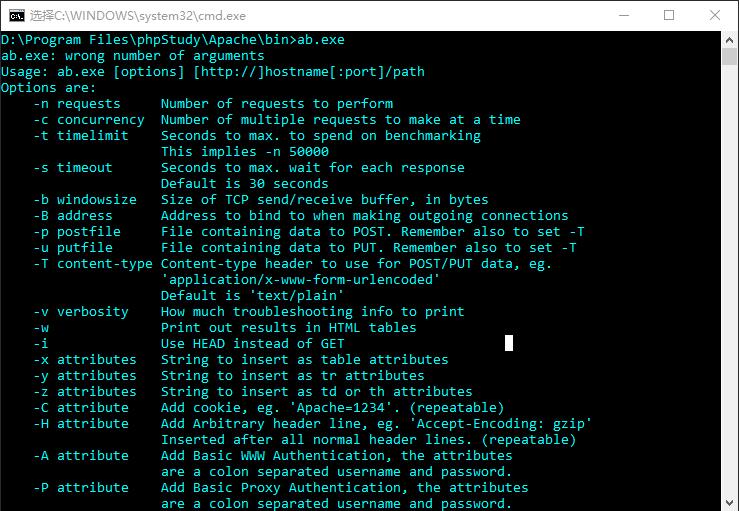 选择C:\WINDOWS\system32\cmd.exe
D:\Program Files\phpStudy\Apache\bin>ab.exe
ab.exe: wrong number of arguments
Usage: ab.exe [options] [http://]hostname[:port]/path
Options are:
    -n requests     Number of requests to perform
    -c concurrency  Number of multiple requests to make at a time
    -t timelimit    Seconds to max. to spend on benchmarking
                    This implies -n 50000
    -s timeout      Seconds to max. wait for each response
                    Default is 30 seconds
    -b windowsize   Size of TCP send/receive buffer, in bytes
    -B address      Address to bind to when making outgoing connections
    -p postfile     File containing data to POST. Remember also to set -T
    -u putfile      File containing data to PUT. Remember also to set -T
    -T content-type Content-type header to use for POST/PUT data, eg.
                    'application/x-www-form-urlencoded'
                    Default is 'text/plain'
    -v verbosity    How much troubleshooting info to print
    -w              Print out results in HTML tables
    -i              Use HEAD instead of GET
    -x attributes   String to insert as table attributes
    -y attributes   String to insert as tr attributes
    -z attributes   String to insert as td or th attributes
    -C attribute    Add cookie, eg. 'Apache=1234'. (repeatable)
    -H attribute    Add Arbitrary header line, eg. 'Accept-Encoding: gzip'
                    Inserted after all normal header lines. (repeatable)
    -A attribute    Add Basic WWW Authentication, the attributes
                    are a colon separated username and password.
    -P attribute    Add Basic Proxy Authentication, the attributes
                    are a colon separated username and password.